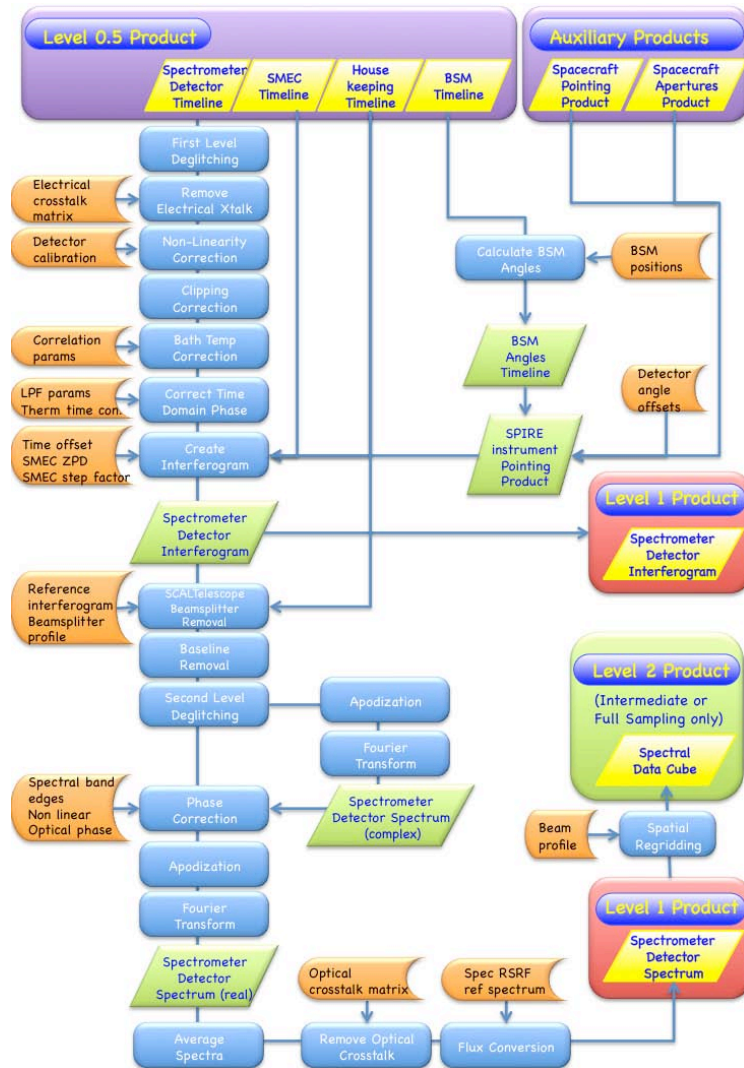 Level 0.5 Product
Auxiliary Products
Spectrometer
Detector
Timeline
SMEC
Timeline
House
keeping
Timeline
BSM
Timeline
Spacecraft
Pointing
Product
Spacecraft
Apertures
Product
First Level
Deglitching
Electrical
crosstalk
matrix
Remove
Electrical Xtalk
Detector
calibration
Non-Linearity
Correction
Calculate BSM
Angles
BSM
positions
Clipping
Correction
Correlation
params
Bath Temp
Correction
BSM
Angles
Timeline
LPF params
Therm time con.
Correct Time
Domain Phase
Detector
angle
offsets
Time offset
SMEC ZPD
SMEC step factor
Create
Interferogram
SPIRE
instrument
Pointing
Product
Spectrometer
Detector
Interferogram
Level 1 Product
Spectrometer
Detector
Interferogram
Reference
interferogram
Beamsplitter
profile
SCALTelescope
Beamsplitter
Removal
Baseline
Removal
Second Level
Deglitching
Apodization
Fourier
Transform
Spectrometer
Detector Spectrum
(complex)
Level 2 Product
(Intermediate or
Full Sampling only)
Spectral
Data Cube
Spectral band
edges
Non linear
Optical phase
Phase
Correction
Beam
profile
Spatial
Regridding
Apodization
Fourier
Transform
Level 1 Product
Spectrometer
Detector
Spectrum
Spectrometer
Detector
Spectrum (real)
Optical
crosstalk matrix
Spec RSRF
ref spectrum
Average
Spectra
Remove Optical
Crosstalk
Flux Conversion